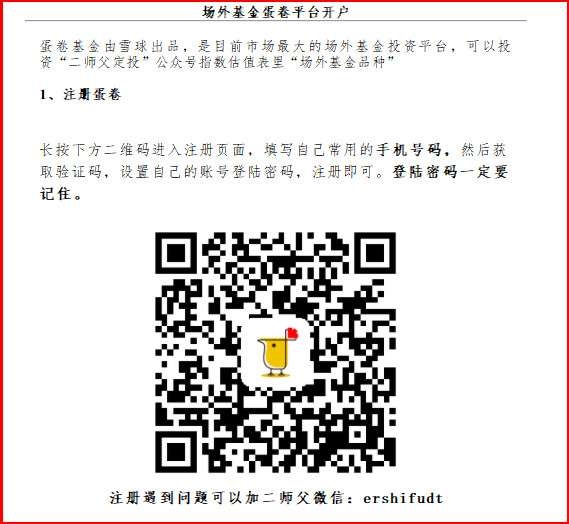 场外基金蛋卷平台开户
蛋卷基金由雪球出品，是目前市场最大的场外基金投资平台，可以投
资“二师父定投”公众号指数估值表里“场外基金品种”
1、注册蛋卷
长按下方二维码进入注册页面，填写自己常用的手机号码，然后获
取验证码，设置自己的账号登陆密码，注册即可。登陆密码一定要
记住。
注册遇到问题可以加二师父微信：ershifudt